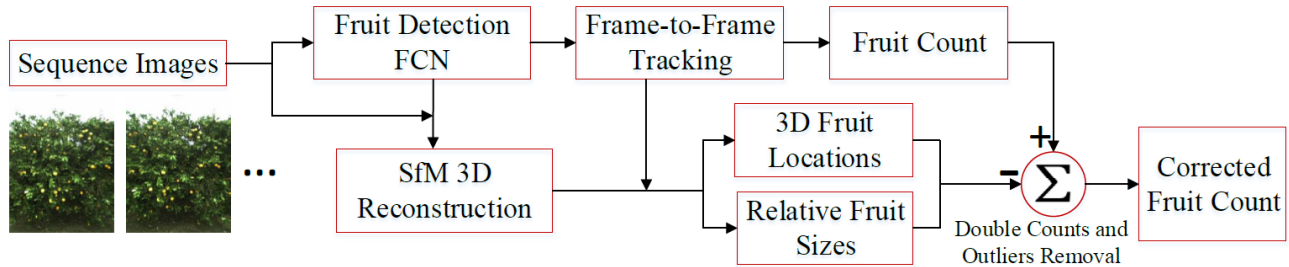 Sequence Images
Fruit Detection
FCN
Frame-to-Frame
Tracking
Fruit Count
...
SfM 3D
Reconstruction
3D Fruit
Locations
Relative Fruit
Sizes
+
-
Σ
Double Counts and
Outliers Removal
Corrected
Fruit Count